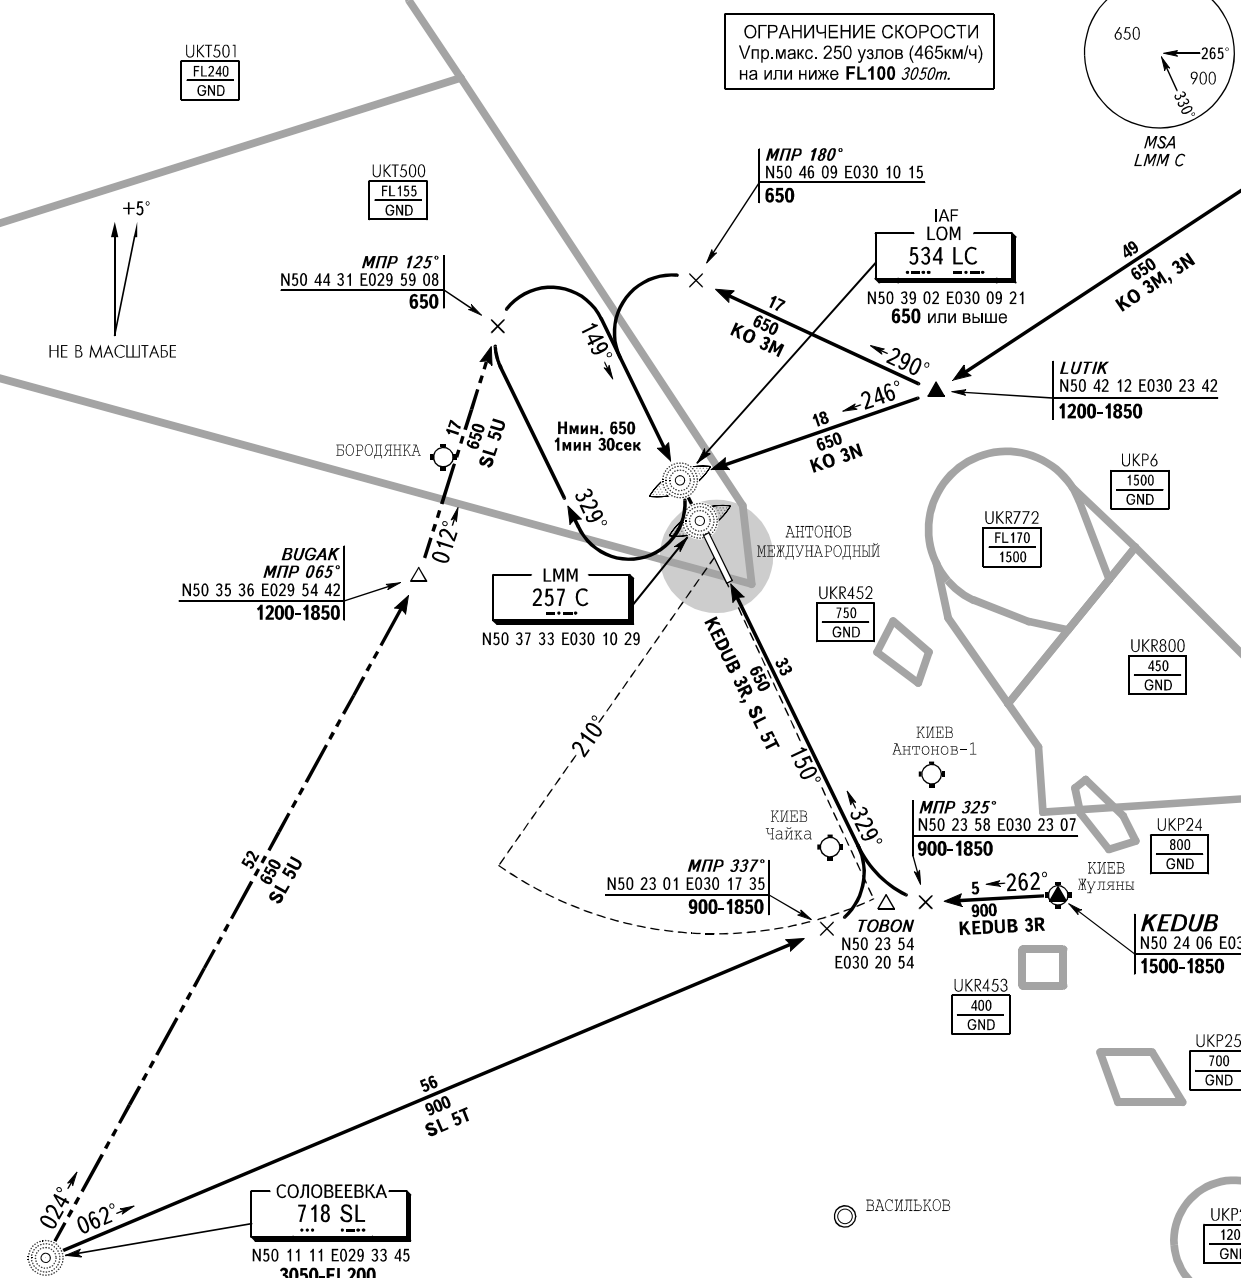 ОГРАНИЧЕНИЕ СКОРОСТИ
Vпр.макс. 250 узлов (465км/ч)
на или ниже FL100 3050m.
650
265°
900
330°
MSA
LMM C
UKT501
FL240
GND
UKT500
FL155
GND
+5°
НЕ В МАСШТАБЕ
МПР 180°
N50 46 09 E030 10 15
650
IAF
LOM
534 LC
N50 39 02 E030 09 21
650 или выше
49
650
KO 3M, 3N
МПР 125°
N50 44 31 E029 59 08
650
17
650
KO 3M
290°
149°
LUTIK
N50 42 12 E030 23 42
1200-1850
246°
18
650
KO 3N
Hмин. 650
1мин 30сек
БОРОДЯНКА
17
650
SL 5U
012°
329°
UKP6
1500
GND
UKR772
FL170
1500
АНТОНОВ
МЕЖДУНАРОДНЫЙ
BUGAK
МПР 065°
N50 35 36 E029 54 42
1200-1850
LMM
257 C
N50 37 33 E030 10 29
UKR452
750
GND
UKR800
450
GND
KEDUB 3R, SL 5T
650
33
210°
150°
КИЕВ
Антонов-1
329°
МПР 325°
N50 23 58 E030 23 07
900-1850
КИЕВ
Чайка
UKP24
800
GND
52
650
SL 5U
МПР 337°
N50 23 01 E030 17 35
900-1850
КИЕВ
Жуляны
5
262°
900
KEDUB 3R
TOBON
N50 23 54
E030 20 54
KEDUB
N50 24 06 E03
1500-1850
UKR453
400
GND
UKP25
700
GND
56
900
SL 5T
024°
062°
СОЛОВЕЕВКА
718 SL
N50 11 11 E029 33 45
3050-FL200
ВАСИЛЬКОВ